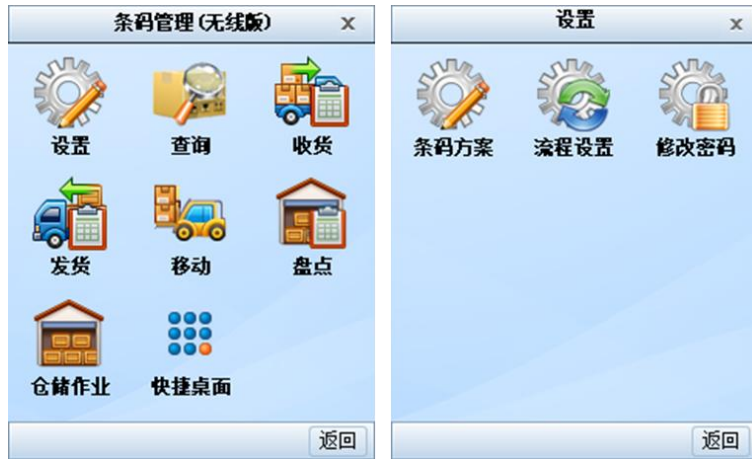 条码管理(无线版) x
设置 查询 收货
发货 移动 盘点
仓储作业 快捷桌面
返回
设置 x
条码方案 流程设置 修改密码
返回